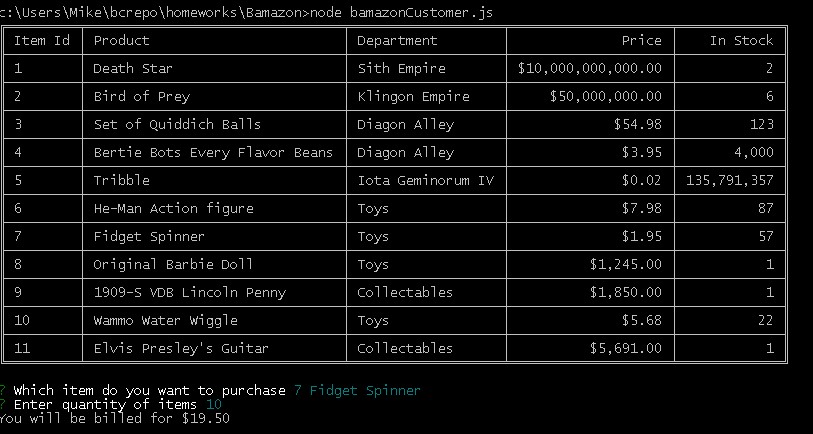 c:\Users\Mike\bcrepo\homeworks\Bamazon>node bamazonCustomer.js
Item Id Product Department Price In Stock
1 Death Star Sith Empire $10,000,000,000.00 2
2 Bird of Prey Klingon Empire $50,000,000.00 6
3 Set of Quiddich Balls Diagon Alley $54.98 123
4 Bertie Bots Every Flavor Beans Diagon Alley $3.95 4,000
5 Tribble Iota Geminorum IV $0.02 135,791,357
6 He-Man Action figure Toys $7.98 87
7 Fidget Spinner Toys $1.95 57
8 Original Barbie Doll Toys $1,245.00 1
9 1909-S VDB Lincoln Penny Collectables $1,850.00 1
10 Wammo Water Wiggle Toys $5.68 22
11 Elvis Presley's Guitar Collectables $5,691.00 1
? Which item do you want to purchase 7 Fidget Spinner
? Enter quantity of items 10
You will be billed for $19.50